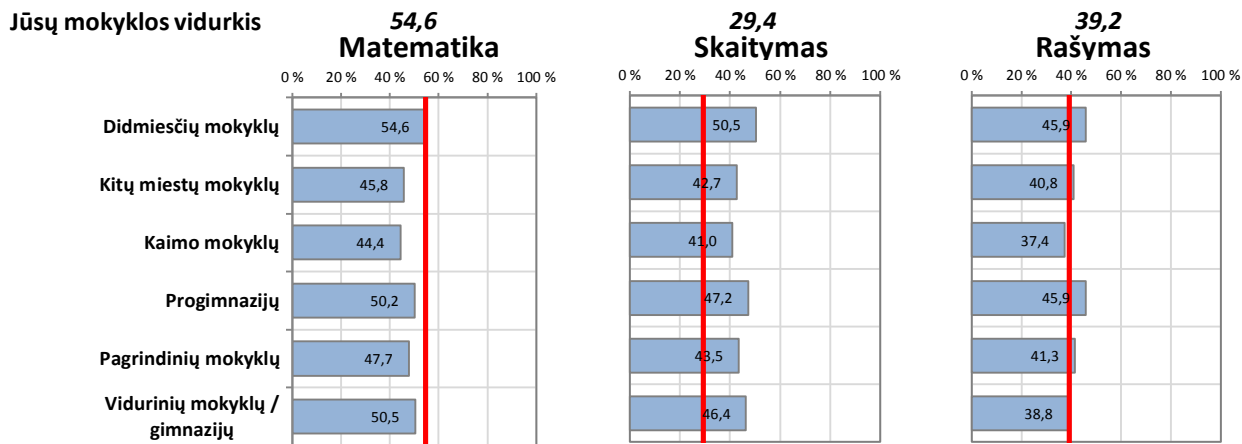 Jūsų mokyklos vidurkis 54,6 29,4 39,2
Matematika Skaitymas Rašymas
0 % 20 % 40 % 60 % 80 % 100 % 0 % 20 % 40 % 60 % 80 % 100 % 0 % 20 % 40 % 60 % 80 % 100 %
Didmiesčių mokyklų 54,6 50,5 45,9
Kitų miestų mokyklų 45,8 42,7 40,8
Kaimo mokyklų 44,4 41,0 37,4
Progimnazijų 50,2 47,2 45,9
Pagrindinių mokyklų 47,7 43,5 41,3
Vidurinių mokyklų /
gimnazijų 50,5 46,4 38,8